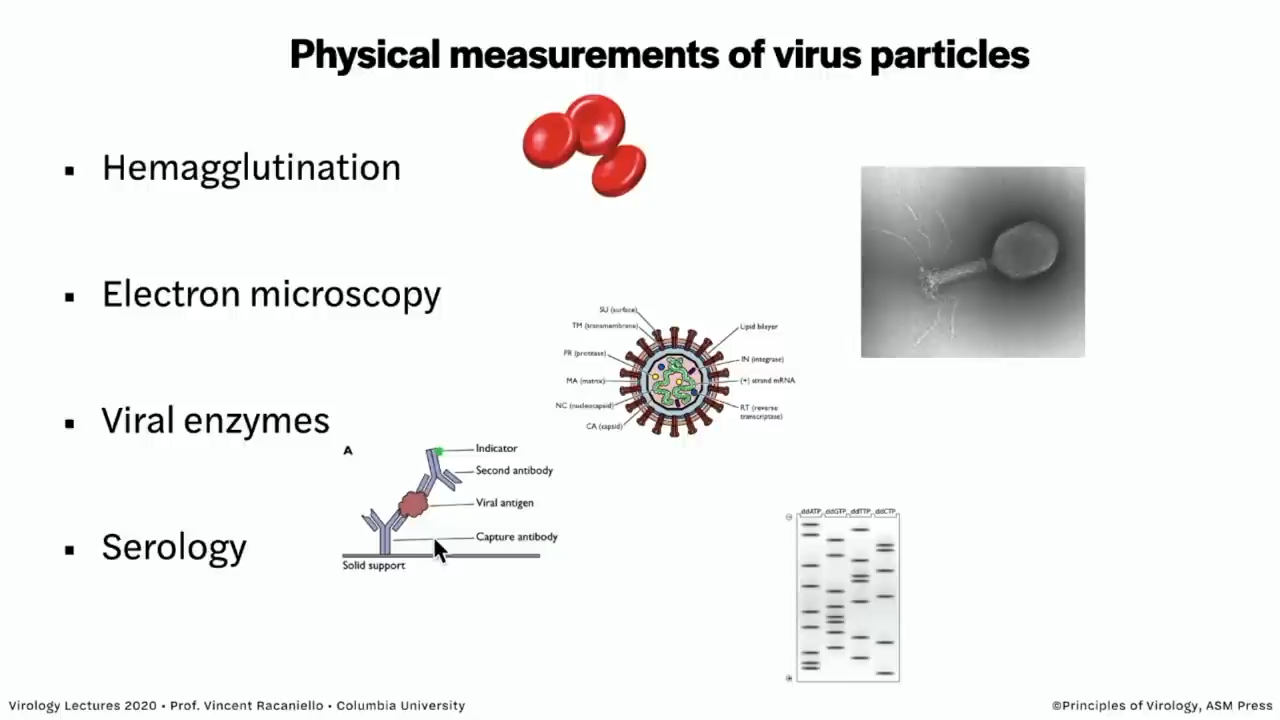 Physical measurements of virus particles
▪ Hemagglutination
▪ Electron microscopy
SU (surface)
TM (transmembrane)
PR (protease)
MA (matrix)
NC (nucleocapsid)
CA (capsid)
Lipid bilayer
IN (integrase)
(+) strand mRNA
RT (reverse
transcriptase)
▪ Viral enzymes
A
Indicator
Second antibody
Viral antigen
Capture antibody
Solid support
▪ Serology
ddATP ddGTP ddTTP ddCTP
Virology Lectures 2020 • Prof. Vincent Racaniello • Columbia University
©Principles of Virology, ASM Press